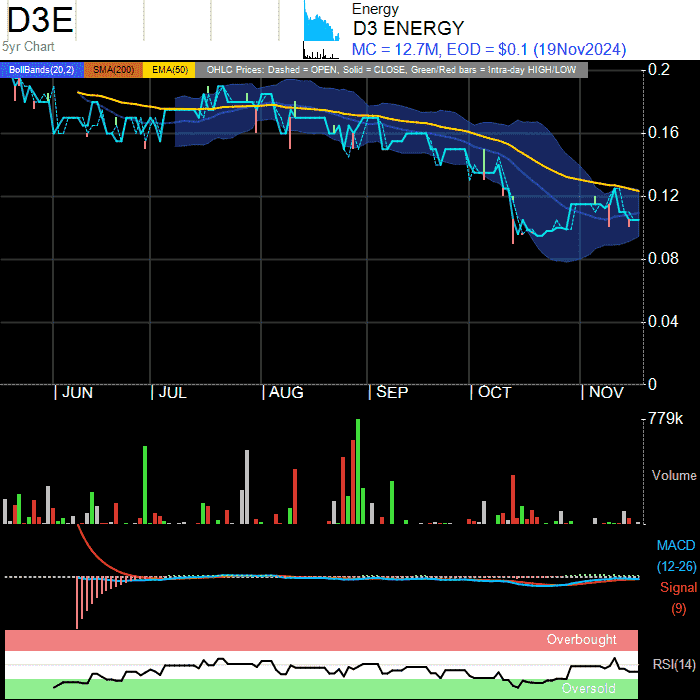 D3E
5yr Chart
Energy
D3 ENERGY
MC = 12.7M, EOD = $0.1 (19Nov2024)
BollBands(20,2) SMA(200) EMA(50) OHLC Prices: Dashed = OPEN, Solid = CLOSE, Green/Red bars = Intra-day HIGH/LOW
0.2
0.16
0.12
0.08
0.04
0
JUN JUL AUG SEP OCT NOV
779k
Volume
MACD
(12-26)
Signal
(9)
Overbought
RSI(14)
Oversold